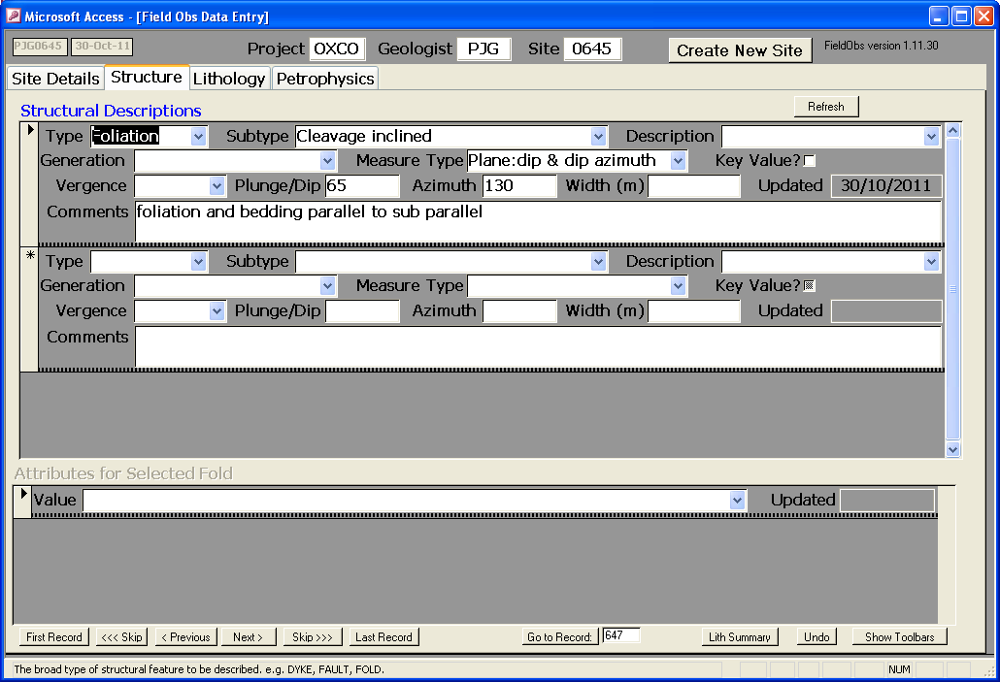 Microsoft Access - [Field Obs Data Entry]
PJG0645 30-Oct-11 Project OXCO Geologist PJG Site 0645 Create New Site FieldObs version 1.11.30
Site Details Structure Lithology Petrophysics
Structural Descriptions Refresh
Type Foliation Subtype Cleavage inclined Description
Generation Measure Type Plane:dip & dip azimuth Key Value?
Vergence Plunge/Dip 65 Azimuth 130 Width (m) Updated 30/10/2011
Comments foliation and bedding parallel to sub parallel
* Type Subtype Description
Generation Measure Type Key Value?
Vergence Plunge/Dip Azimuth Width (m) Updated
Comments
Attributes for Selected Fold
Value Updated
First Record <<< Skip < Previous Next > Skip >>> Last Record Go to Record: 647 Lith Summary Undo Show Toolbars
The broad type of structural feature to be described. e.g. DYKE, FAULT, FOLD. NUM